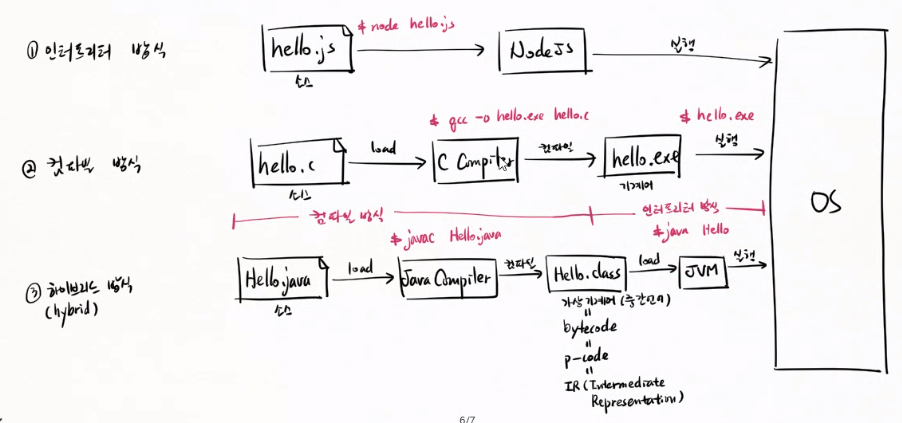 ① 인터프리터 방식
hello.js
소스
$ node hello.js
NodeJS
실행
② 컴파일 방식
hello.c
소스
load
$ gcc -o hello.exe hello.c
C Compiler
컴파일
hello.exe
기계어
$ hello.exe
실행
OS
컴파일 방식
인터프리터 방식
③ 하이브리드 방식
(hybrid)
Hello.java
소스
load
$ javac Hello.java
Java Compiler
컴파일
Hello.class
가상기계어 (중간언어)
=
bytecode
=
p-code
=
IR (Intermediate
Representation)
$ java Hello
load
JVM
실행
6/7